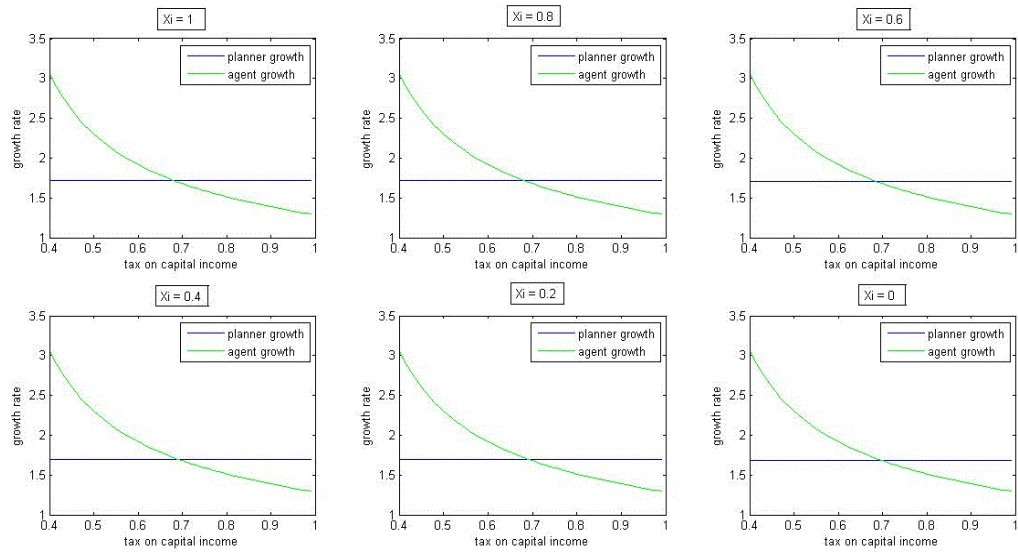 Xi = 1
3.5
3
2.5
2
1.5
1
growth rate
planner growth
agent growth
0.4 0.5 0.6 0.7 0.8 0.9 1
tax on capital income
Xi = 0.8
3.5
3
2.5
2
1.5
1
growth rate
planner growth
agent growth
0.4 0.5 0.6 0.7 0.8 0.9 1
tax on capital income
Xi = 0.6
3.5
3
2.5
2
1.5
1
growth rate
planner growth
agent growth
0.4 0.5 0.6 0.7 0.8 0.9 1
tax on capital income
Xi = 0.4
3.5
3
2.5
2
1.5
1
growth rate
planner growth
agent growth
0.4 0.5 0.6 0.7 0.8 0.9 1
tax on capital income
Xi = 0.2
3.5
3
2.5
2
1.5
1
growth rate
planner growth
agent growth
0.4 0.5 0.6 0.7 0.8 0.9 1
tax on capital income
Xi = 0
3.5
3
2.5
2
1.5
1
growth rate
planner growth
agent growth
0.4 0.5 0.6 0.7 0.8 0.9 1
tax on capital income